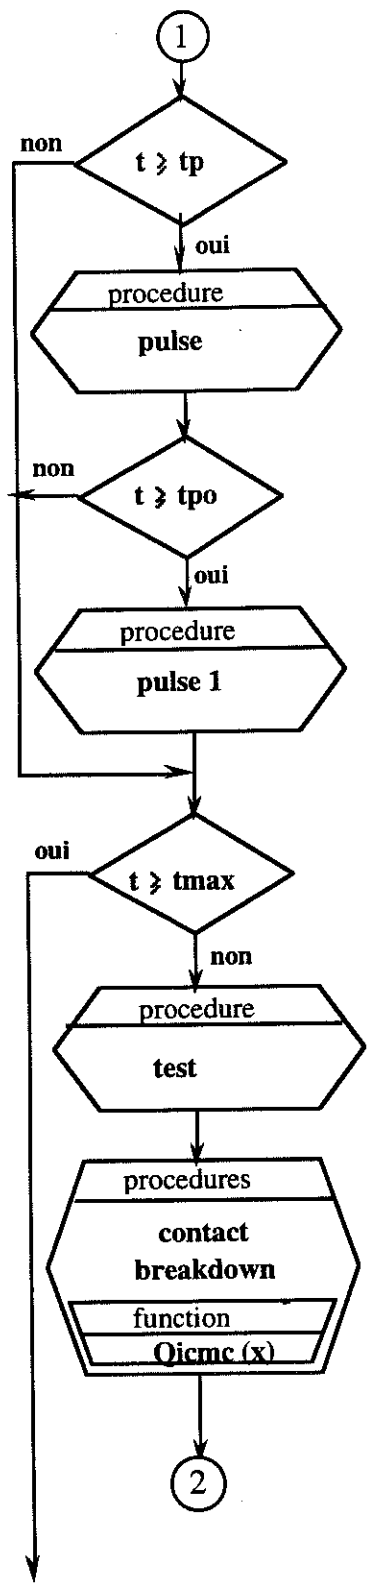 1
non
t ⩾ tp
oui
procedure
pulse
non
t ⩾ tpo
oui
procedure
pulse 1
oui
t ⩾ tmax
non
procedure
test
procedures
contact
breakdown
function
Qicmc (x)
2